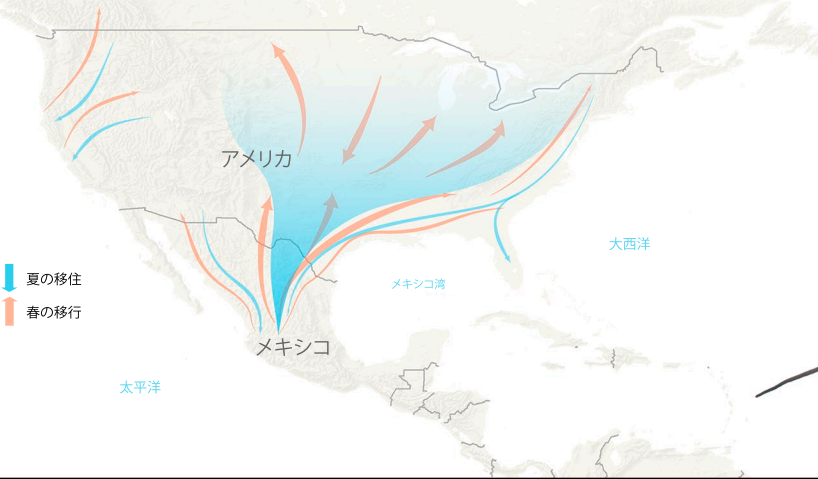 アメリカ
大西洋
夏の移住
メキシコ湾
春の移行
メキシコ
太平洋